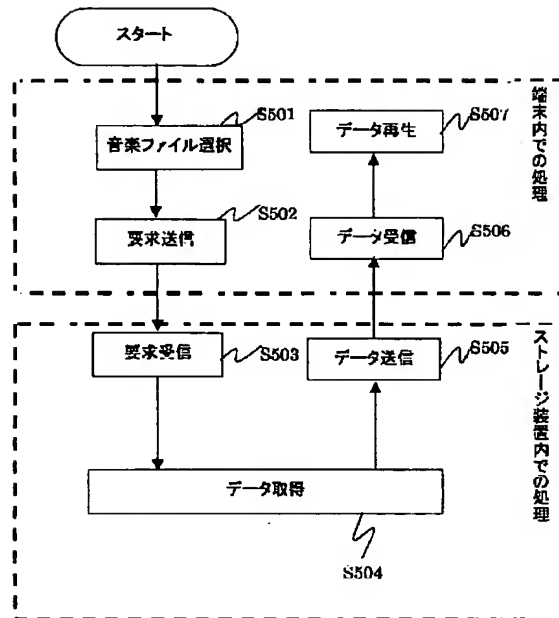 スタート
端末内での処理
S501
音楽ファイル選択
S502
要求送信
S507
データ再生
データ受信
S506
ストレージ装置内での処理
要求受信
S503
データ送信
S505
データ取得
S504